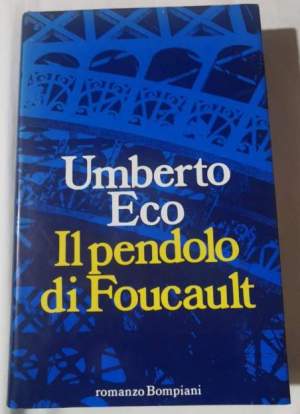 Umberto
Eco
Il pendolo
di Foucault
romanzo Bompiani